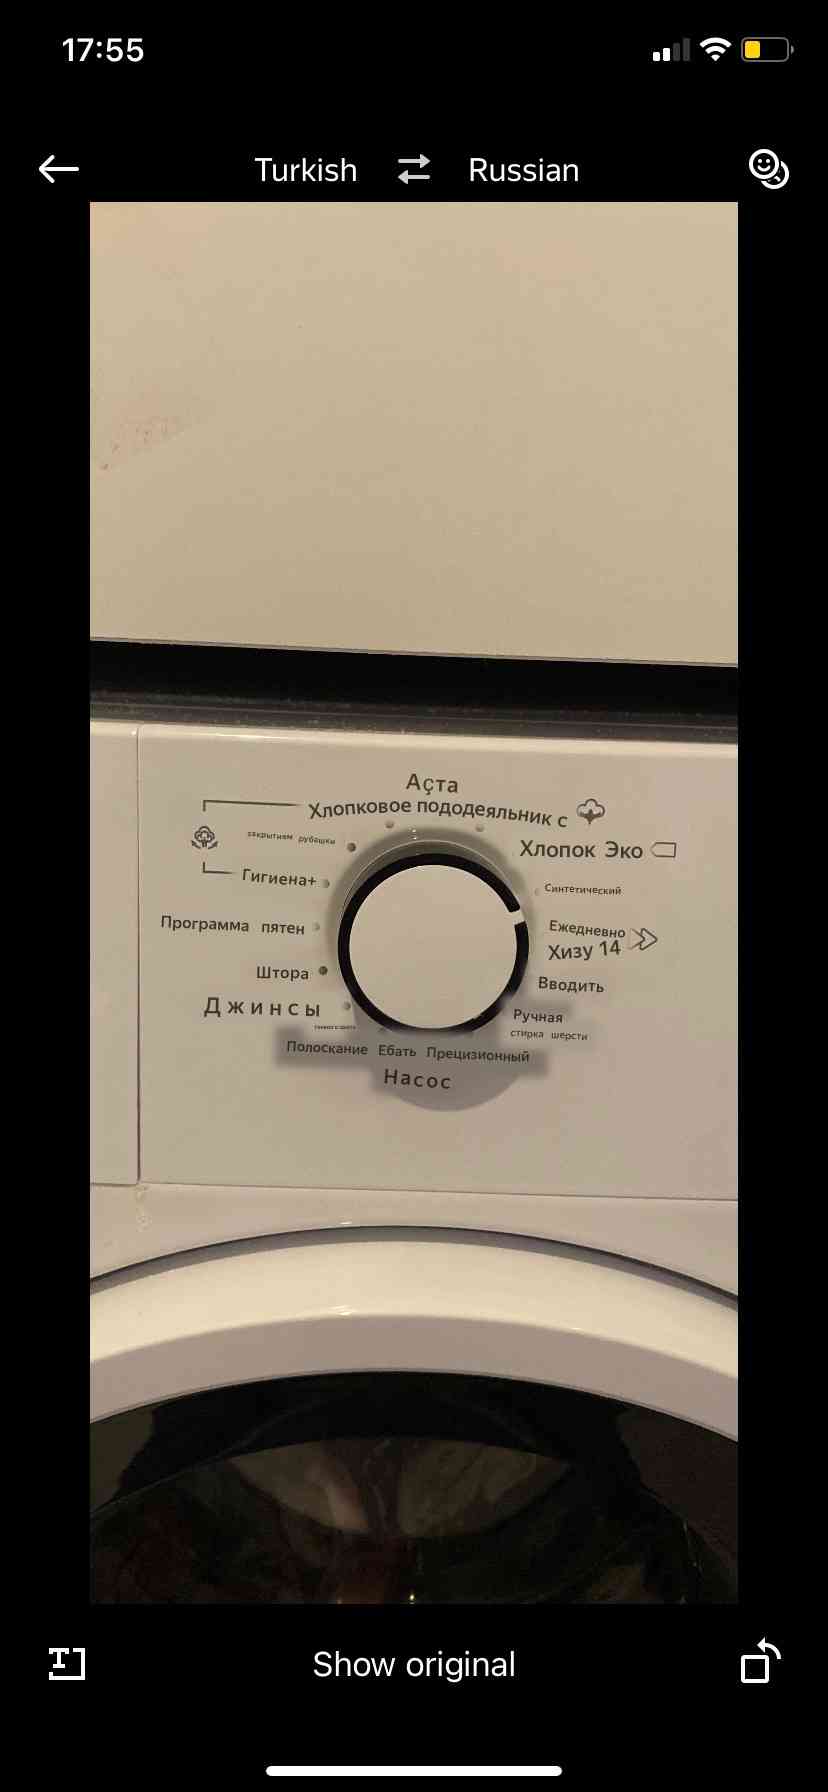 17:55
Turkish
Russian
Аçта
Хлопковое пододеяльник с
закрытием рубашки
Хлопок Эко
Гигиена+
Синтетический
Программа пятен
Ежедневно
Хизу 14
Штора
Вводить
Джинсы
Ручная
стирка шерсти
Полоскание Ебать Прецизионный
Насос
Show original